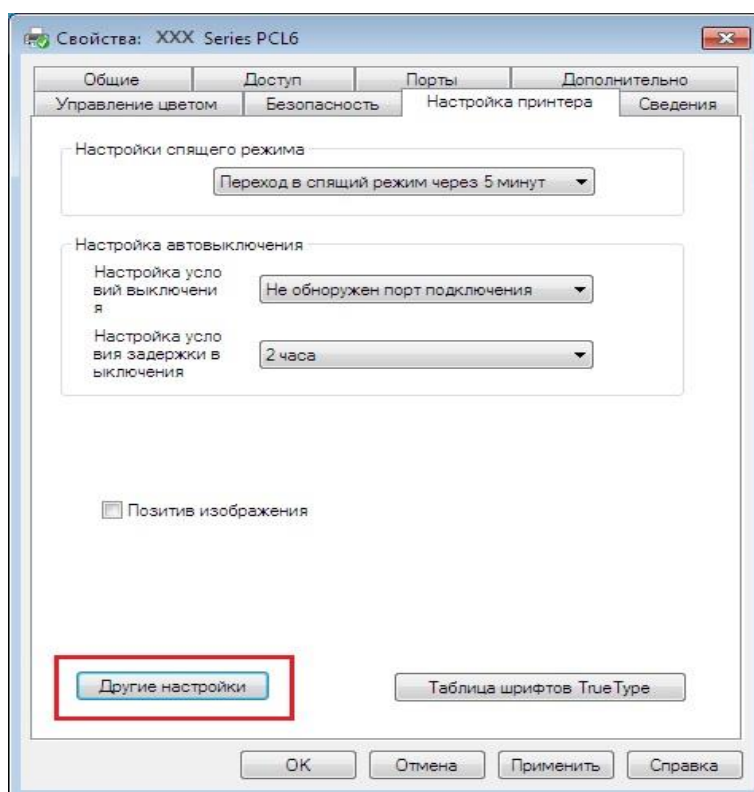 Свойства: XXX Series PCL6
Общие
Доступ
Порты
Дополнительно
Управление цветом
Безопасность
Настройка принтера
Сведения
Настройки спящего режима
Переход в спящий режим через 5 минут
Настройка автовыключения
Настройка усло
вий выключени
я
Не обноружен порт подключения
Настройка усло
вия задержки в
ыключения
2 часа
Позитив изображения
Другие настройки
Таблица шрифтов TrueType
OK
Отмена
Применить
Справка